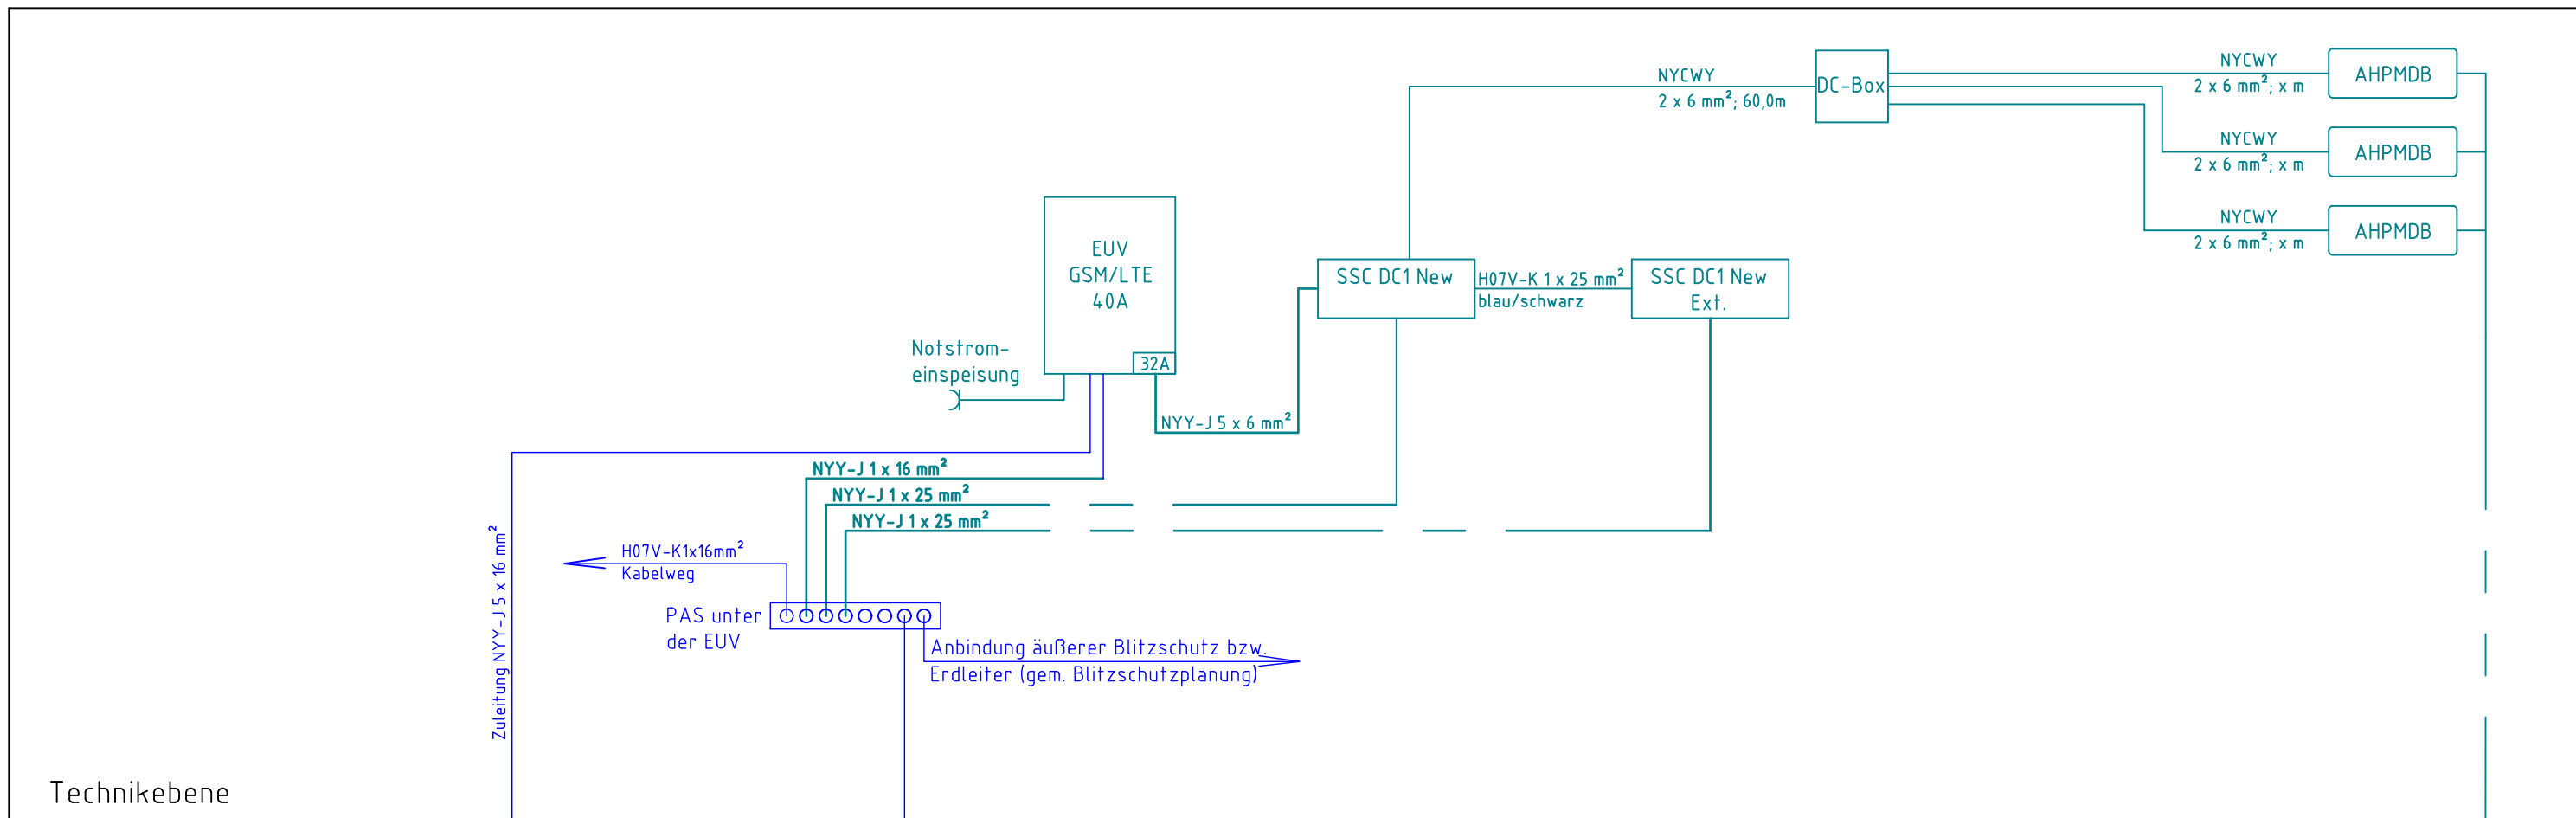 NYCWY
2 x 6 mm²; x m
AHPMDB
NYCWY
2 x 6 mm²; 60,0m
DC-Box
NYCWY
2 x 6 mm²; x m
AHPMDB
NYCWY
2 x 6 mm²; x m
AHPMDB
EUV
GSM/LTE
40A
32A
SSC DC1 New
H07V-K 1 x 25 mm²
blau/schwarz
SSC DC1 New
Ext.
Notstrom-
einspeisung
NYY-J 5 x 6 mm²
NYY-J 1 x 16 mm²
NYY-J 1 x 25 mm²
NYY-J 1 x 25 mm²
H07V-K1x16mm²
Kabelweg
Zuleitung NYY-J 5 x 16 mm²
PAS unter
der EUV
Anbindung äußerer Blitzschutz bzw.
Erdleiter (gem. Blitzschutzplanung)
Technikebene